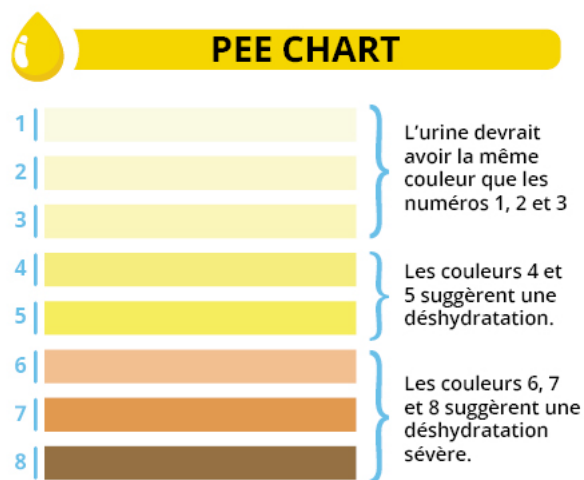 PEE CHART
1
2
3
L'urine devrait
avoir la même
couleur que les
numéros 1, 2 et 3
4
5
Les couleurs 4 et
5 suggèrent une
déshydratation.
6
7
8
Les couleurs 6, 7
et 8 suggèrent une
déshydratation
sévère.